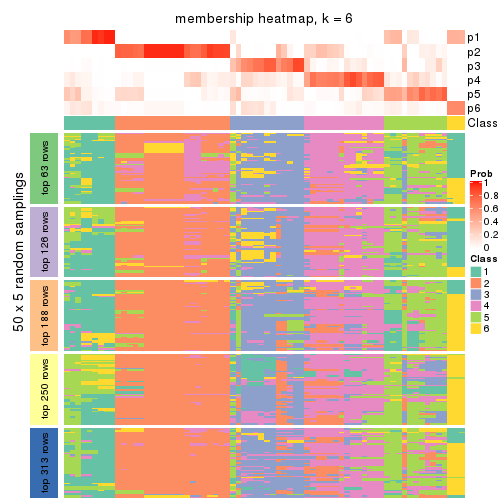 membership heatmap, k = 6
p1
p2
p3
p4
p5
p6
Class
50 x 5 random samplings
top 63 rows
top 126 rows
top 188 rows
top 250 rows
top 313 rows
Prob
1
0.8
0.6
0.4
0.2
0
Class
1
2
3
4
5
6